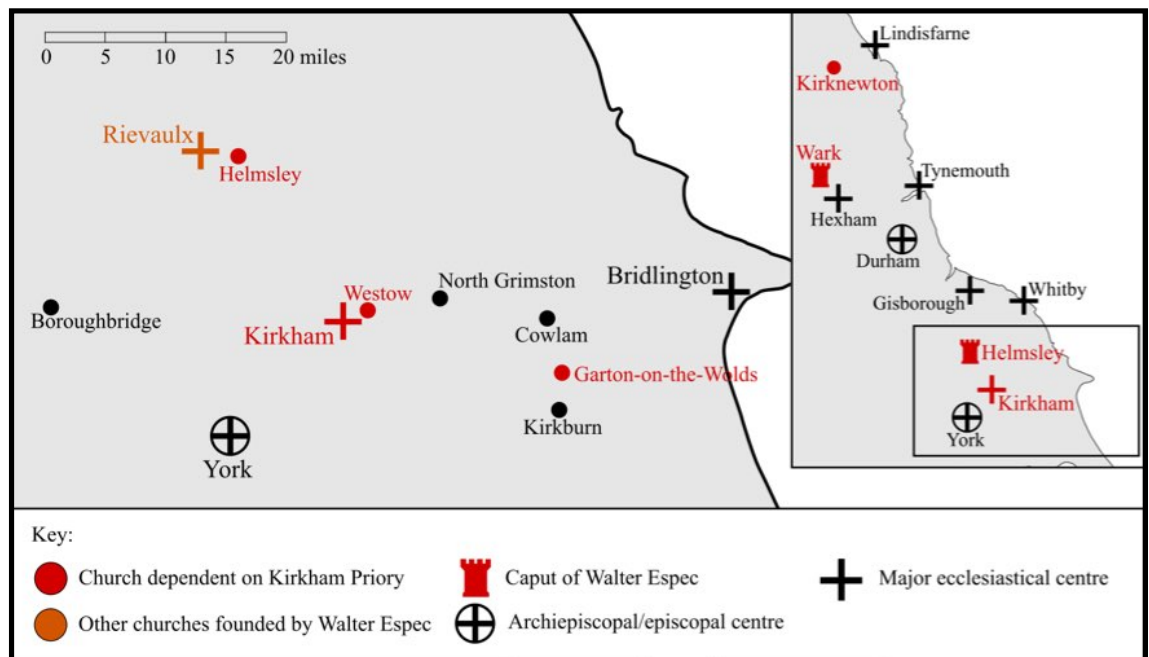 0 5 10 15 20 miles
Rievaulx
Helmsley
Boroughbridge
Westow
Kirkham
North Grimston
Cowlam
Bridlington
Garton-on-the-Wolds
Kirkburn
York
Lindisfarne
Kirknewton
Wark
Tynemouth
Hexham
Durham
Gisborough
Whitby
Helmsley
Kirkham
York
Key:
Church dependent on Kirkham Priory
Caput of Walter Espec
Major ecclesiastical centre
Other churches founded by Walter Espec
Archiepiscopal/episcopal centre